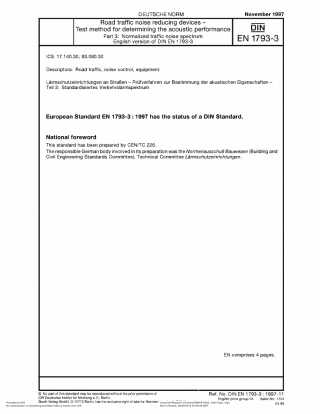 DEUTSCHE NORM
November 1997
Road traffic noise reducing devices –
Test method for determining the acoustic performance
Part 3: Normalized traffic noise spectrum
English version of DIN EN 1793-3
DIN
EN 1793-3
ICS 17.140.30; 93.080.30
Descriptors: Road traffic, noise control, equipment.
Lärmschutzeinrichtungen an Straßen – Prüfverfahren zur Bestimmung der akustischen Eigenschaften –
Teil 3: Standardisiertes Verkehrslärmspektrum
European Standard EN 1793-3 : 1997 has the status of a DIN Standard.
National foreword
This standard has been prepared by CEN/TC 226.
The responsible German body involved in its preparation was the Normenausschuß Bauwesen (Building and
Civil Engineering Standards Committee), Technical Committee Lärmschutzeinrichtungen.
EN comprises 4 pages.
© No part of this standard may be reproduced without the prior permission of
DIN Deutsches Institut für Normung e.V., Berlin.
Beuth Verlag GmbH, D-10772 Berlin, has the exclusive right of sale for German
Ref. No. DIN EN 1793-3 : 1997-11
English price group 04 Sales No. 1104
04.98